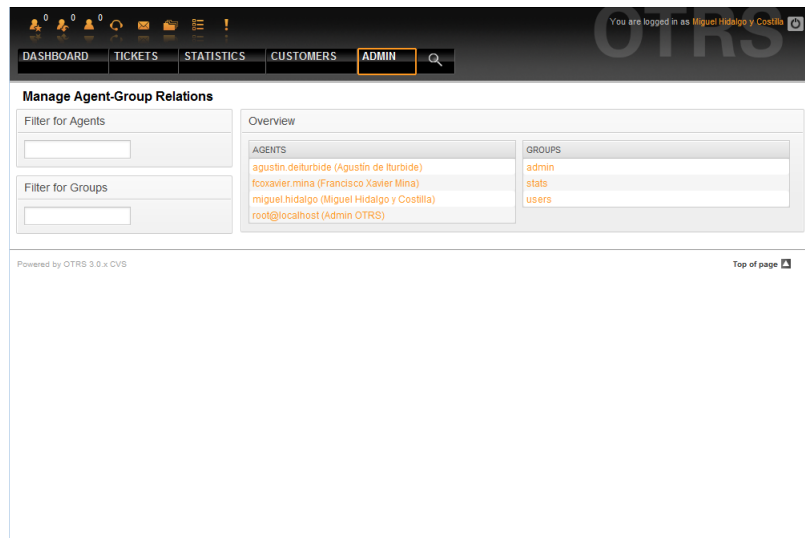 0 0 0
OTRS
You are logged in as Miguel Hidalgo y Costilla
DASHBOARD TICKETS STATISTICS CUSTOMERS ADMIN
Manage Agent-Group Relations
Filter for Agents
Filter for Groups
Overview
AGENTS
agustin.deiturbide (Agustín de Iturbide)
fcoxavier.mina (Francisco Xavier Mina)
miguel.hidalgo (Miguel Hidalgo y Costilla)
root@localhost (Admin OTRS)
GROUPS
admin
stats
users
Powered by OTRS 3.0.x CVS
Top of page